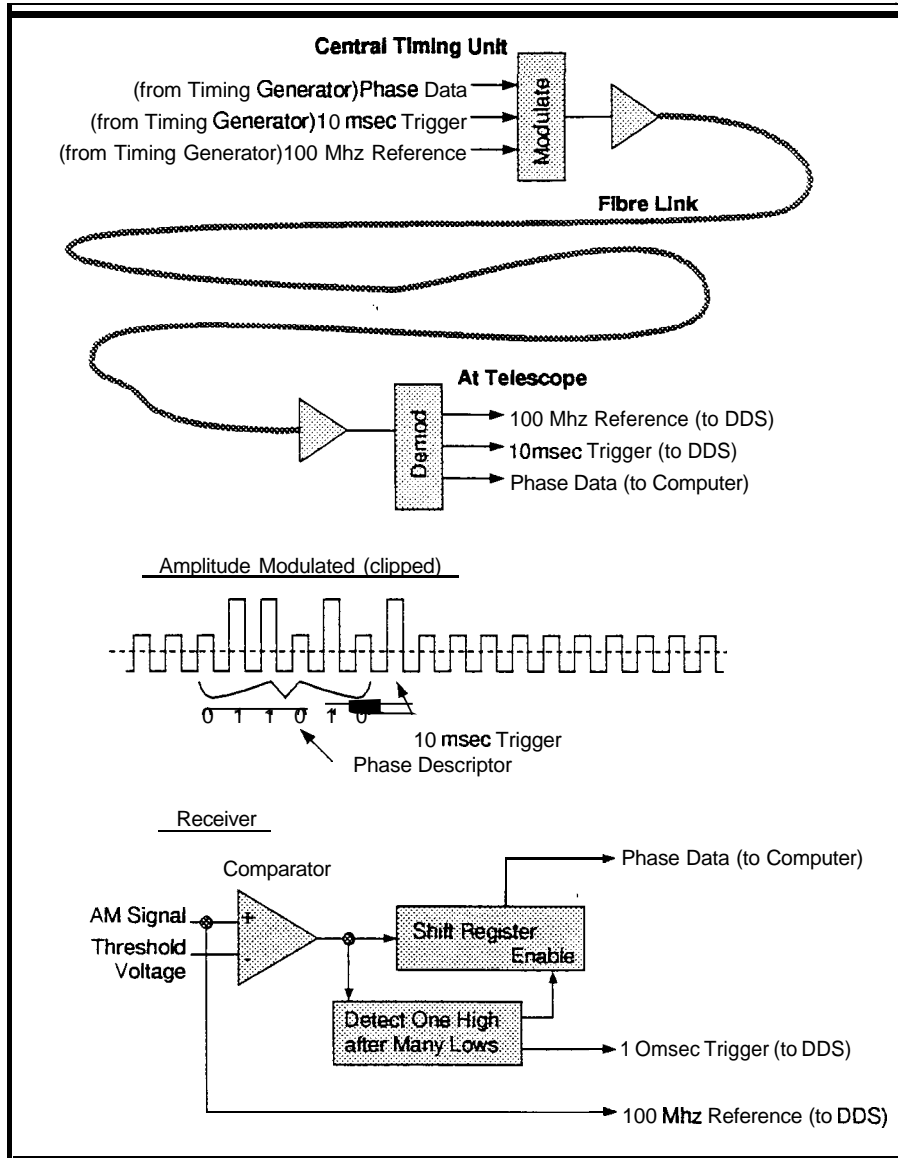 Central Timing Unit
(from Timing Generator)Phase Data
(from Timing Generator)10 msec Trigger
(from Timing Generator)100 Mhz Reference
Modulate
Fibre Link
At Telescope
Demod
100 Mhz Reference (to DDS)
10msec Trigger (to DDS)
Phase Data (to Computer)
Amplitude Modulated (clipped)
0 1 1 0 1 0
10 msec Trigger
Phase Descriptor
Receiver
Phase Data (to Computer)
Comparator
AM Signal
+
Threshold
Voltage
-
Shift Register
Enable
Detect One High
after Many Lows
1 Omsec Trigger (to DDS)
100 Mhz Reference (to DDS)